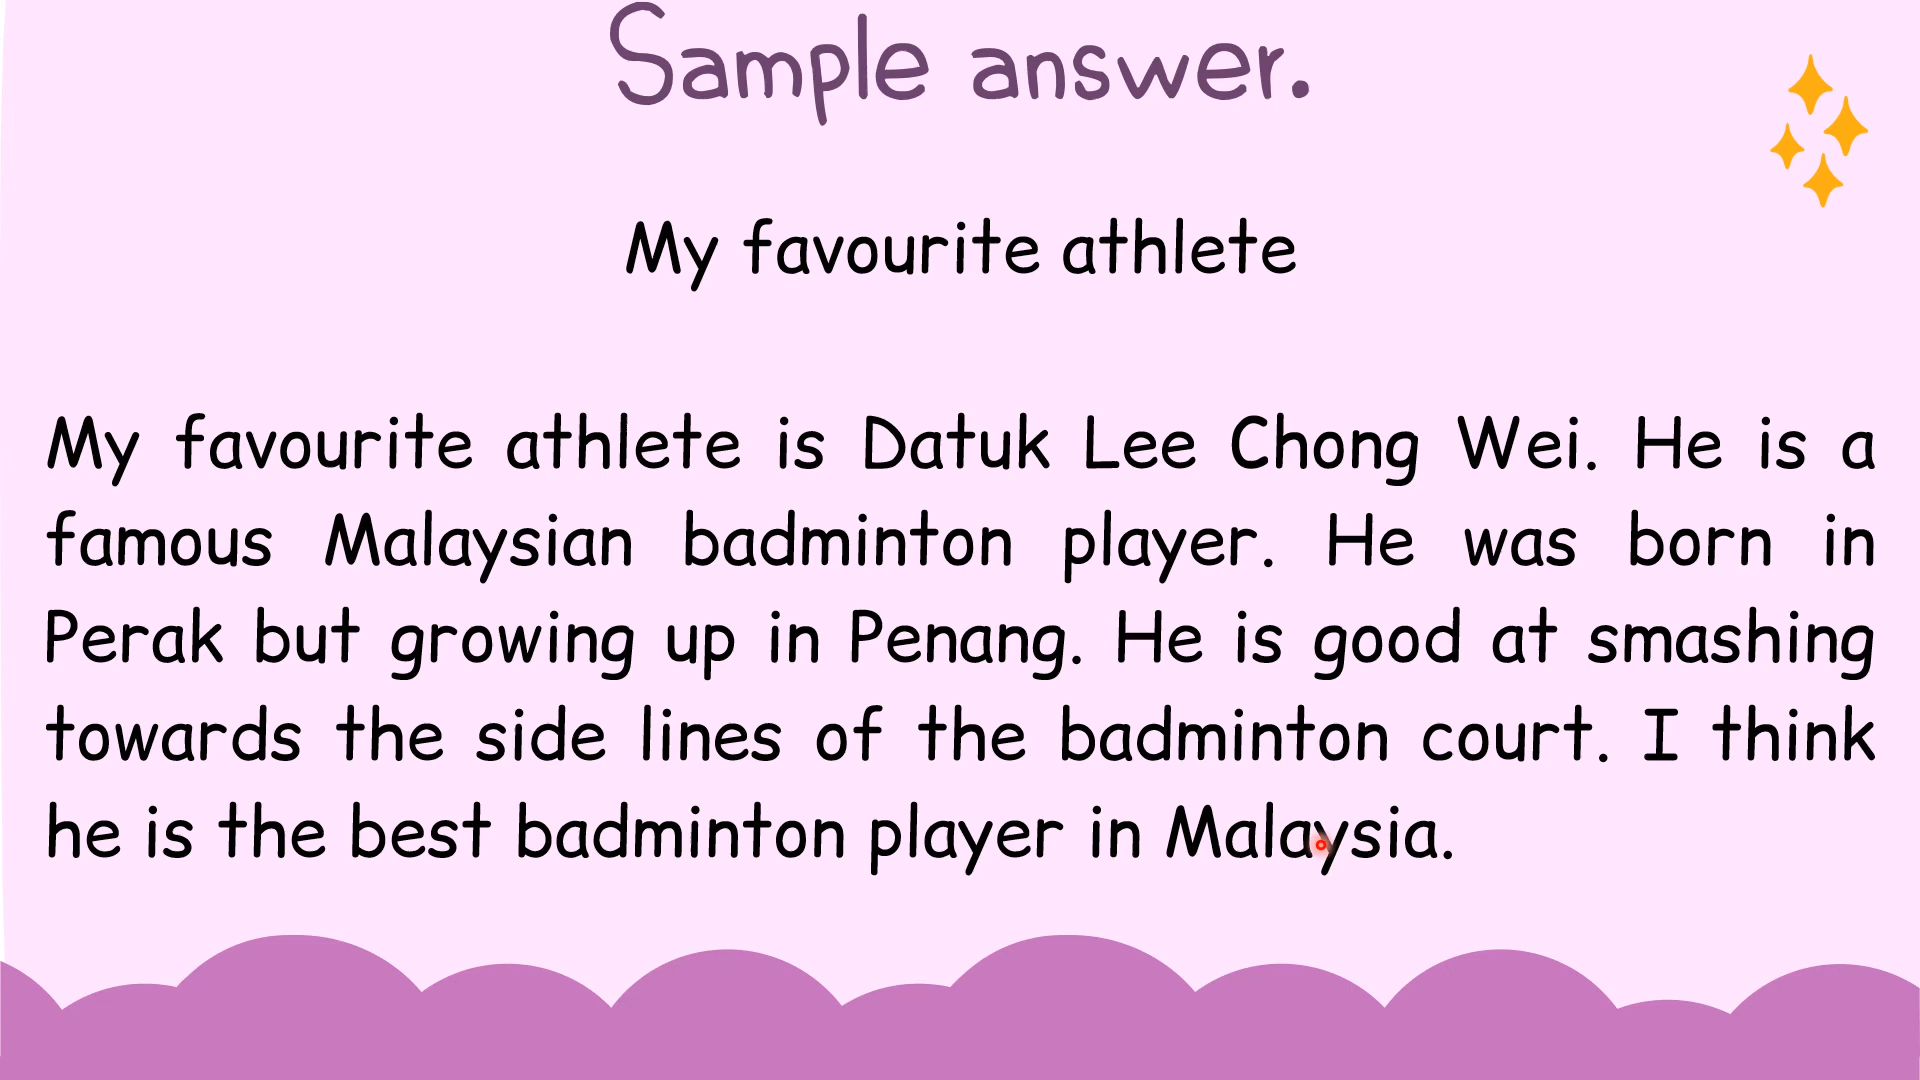 Sample answer.
My favourite athlete
My favourite athlete is Datuk Lee Chong Wei. He is a
famous Malaysian badminton player. He was born in
Perak but growing up in Penang. He is good at smashing
towards the side lines of the badminton court. I think
he is the best badminton player in Malaysia.